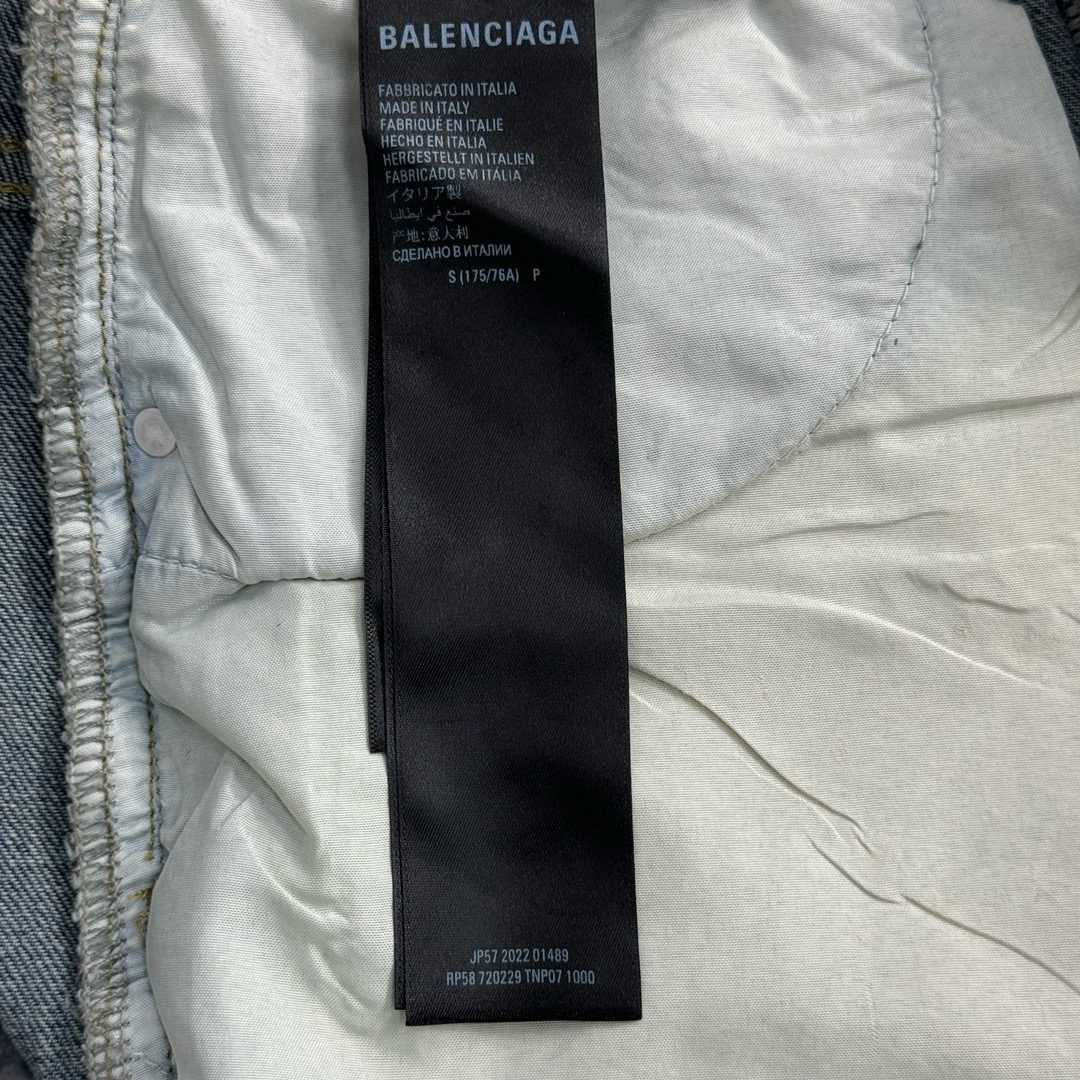 BALENCIAGA
FABBRICATO IN ITALIA
MADE IN ITALY
FABRIQUÉ EN ITALIE
HECHO EN ITALIA
HERGESTELLT IN ITALIEN
FABRICADO EM ITÁLIA
イタリア製
صنع في ايطاليا
产地:意人利
СДЕЛАНО В ИТАЛИИ
S (175/76A) P
JP57 2022 01489
RP58 720229 TNP07 1000